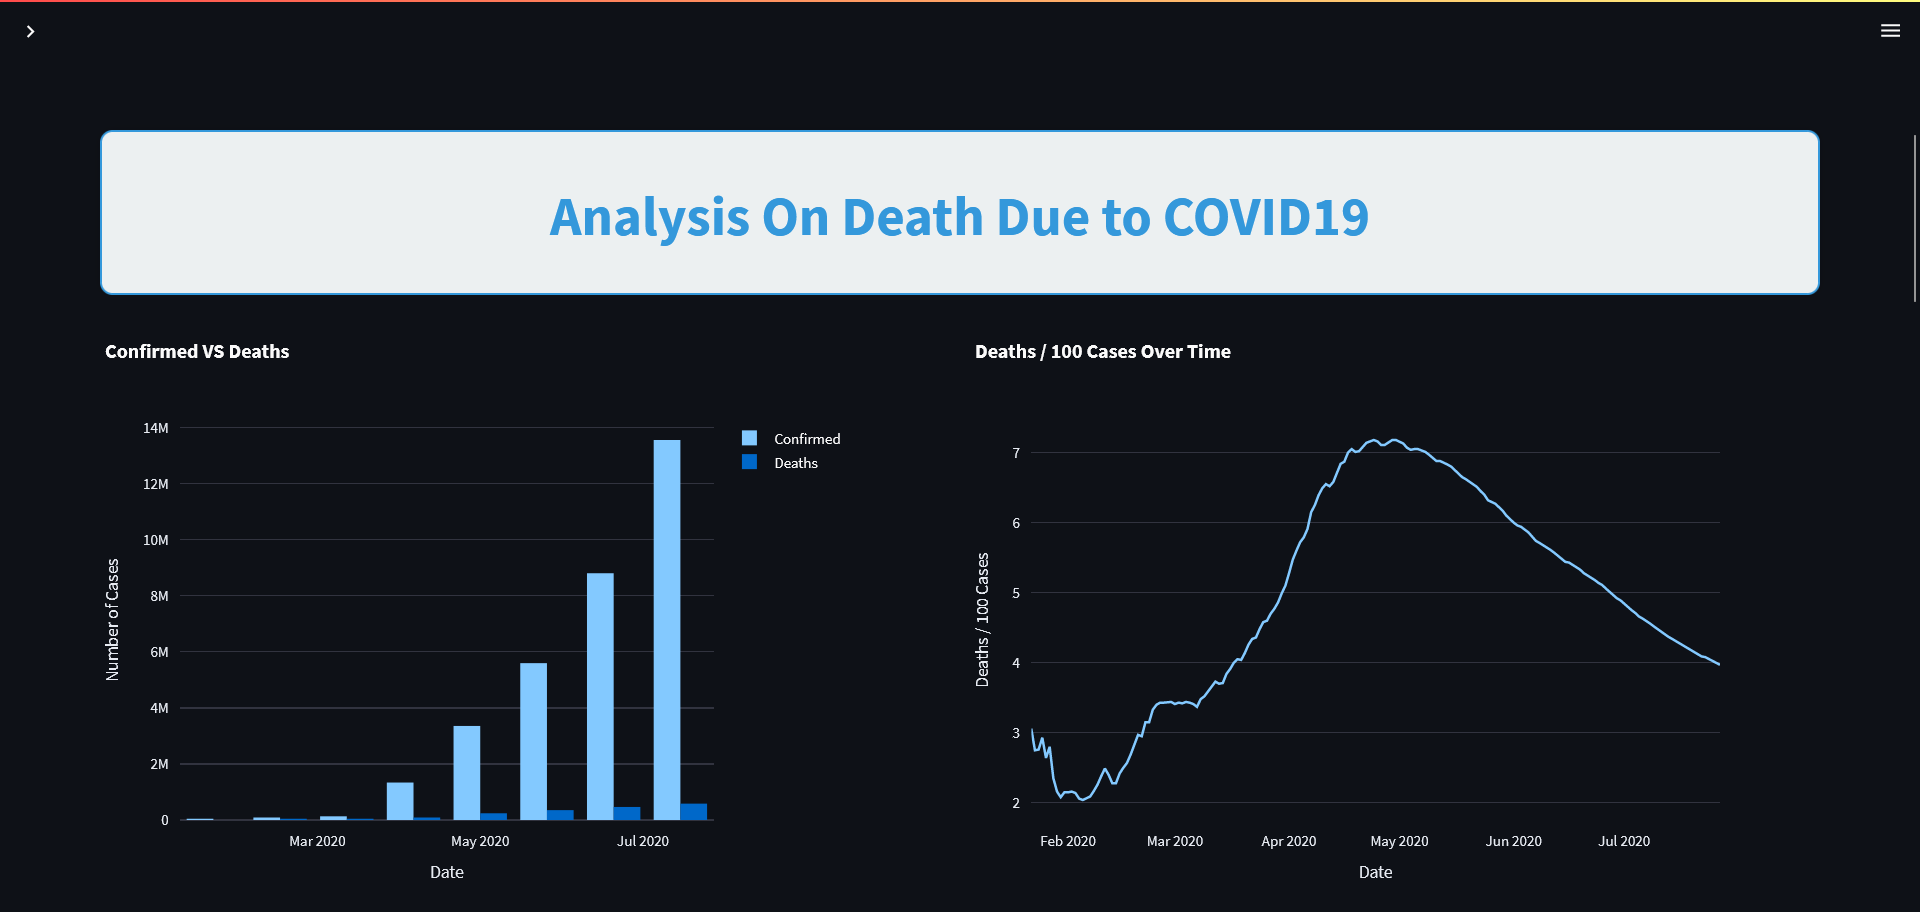 Analysis On Death Due to COVID19
Confirmed VS Deaths
14M
12M
10M
8M
6M
4M
2M
0
Number of Cases
Mar 2020
May 2020
Jul 2020
Date
Confirmed
Deaths
Deaths / 100 Cases Over Time
7
6
5
4
3
2
Deaths / 100 Cases
Feb 2020
Mar 2020
Apr 2020
May 2020
Jun 2020
Jul 2020
Date